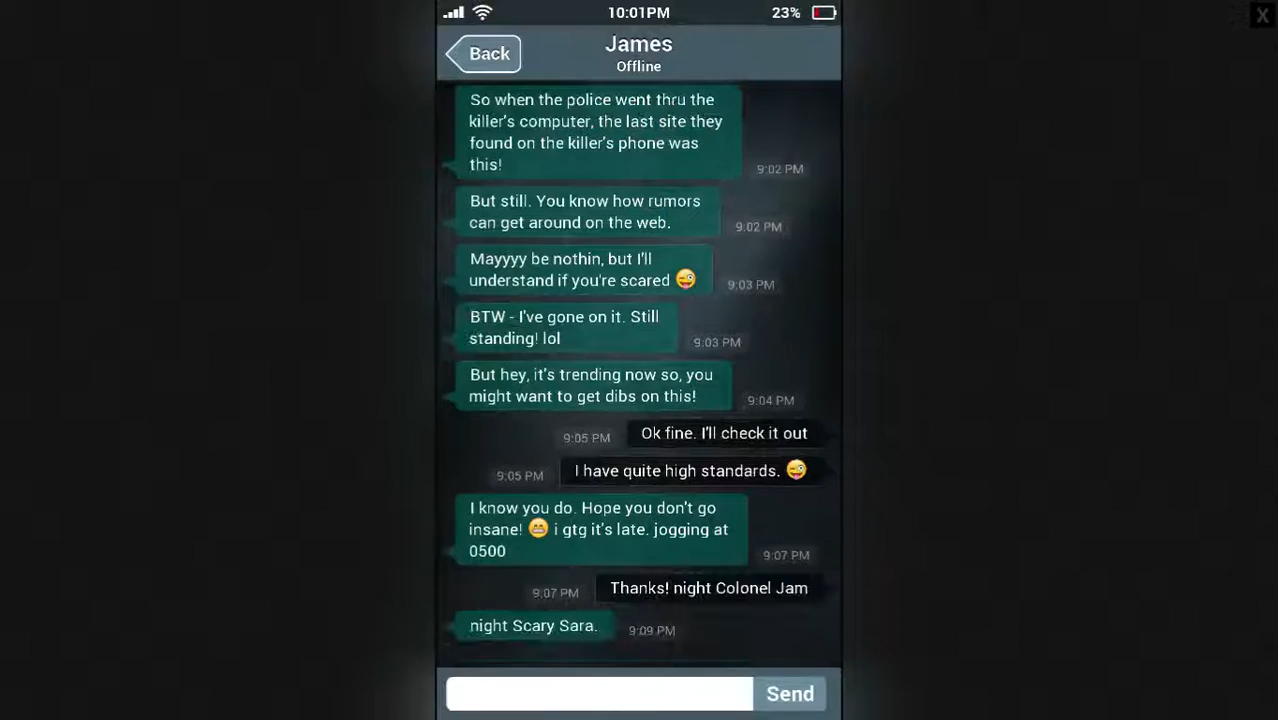 10:01PM
23%
X
Back
James
Offline
So when the police went thru the
killer's computer, the last site they
found on the killer's phone was
this!
9:02 PM
But still. You know how rumors
can get around on the web.
9:02 PM
Mayyyy be nothin, but I'll
understand if you're scared 😜
9:03 PM
BTW - I've gone on it. Still
standing! lol
9:03 PM
But hey, it's trending now so, you
might want to get dibs on this!
9:04 PM
9:05 PM
Ok fine. I'll check it out
9:05 PM
I have quite high standards. 😜
I know you do. Hope you don't go
insane! 😁 i gtg it's late. jogging at
0500
9:07 PM
9:07 PM
Thanks! night Colonel Jam
night Scary Sara.
9:09 PM
Send